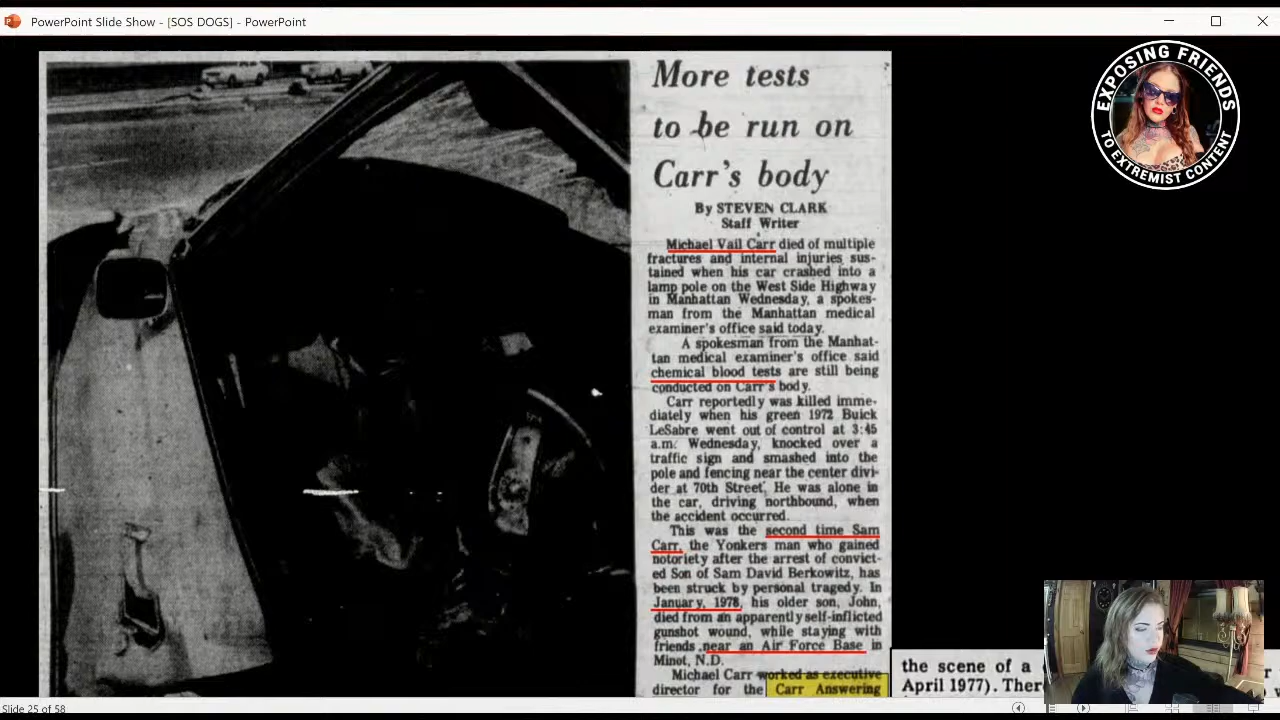 PowerPoint Slide Show - [SOS DOGS] - PowerPoint
EXPOSING FRIENDS
TO EXTREMIST CONTENT
More tests
to be run on
Carr's body
By STEVEN CLARK
Staff Writer
Michael Vail Carr died of multiple
fractures and internal injuries sus-
tained when his car crashed into a
lamp pole on the West Side Highway
in Manhattan Wednesday, a spokes-
man from the Manhattan medical
examiner's office said today.
A spokesman from the Manhat-
tan medical examiner's office said
chemical blood tests are still being
conducted on Carr's body.
Carr reportedly was killed imme-
diately when his green 1972 Buick
LeSabre went out of control at 3:45
a.m. Wednesday, knocked over a
traffic sign and smashed into the
pole and fencing near the center divi-
der at 70th Street. He was alone in
the car, driving northbound, when
the accident occurred.
This was the second time Sam
Carr, the Yonkers man who gained
notoriety after the arrest of convict-
ed Son of Sam David Berkowitz, has
been struck by personal tragedy. In
January, 1978, his older son, John,
died from an apparently self-inflicted
gunshot wound, while staying with
friends near an Air Force Base in
Minot, N.D.
Michael Carr worked as executive
director for the Carr Answering
the scene of a
April 1977). Ther
Slide 25 of 58